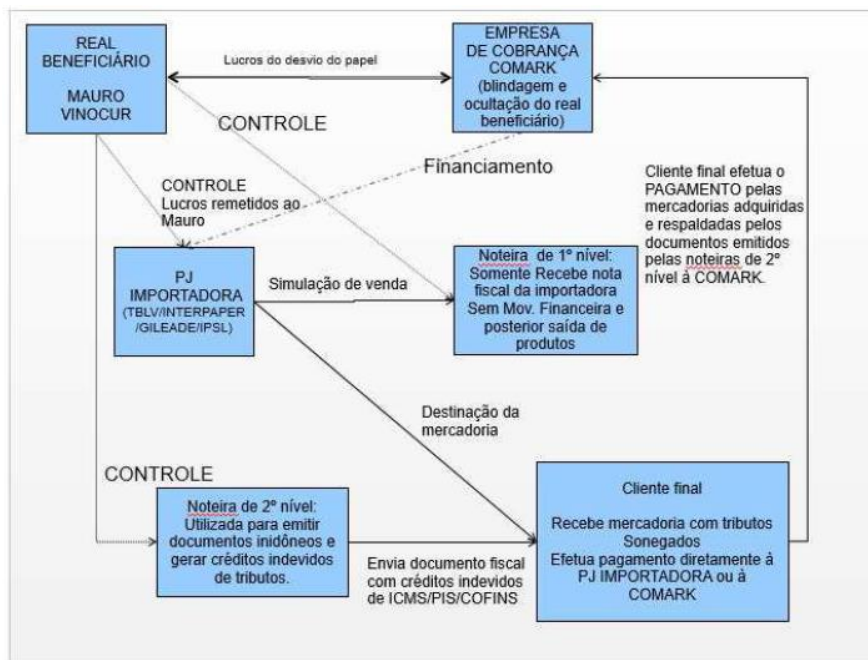 REAL
BENEFICIÁRIO
MAURO
VINOCUR
Lucros do desvio do papel
EMPRESA
DE COBRANÇA
COMARK
(blindagem e
ocultação do real
beneficiário)
CONTROLE
Financiamento
CONTROLE
Lucros remetidos ao
Mauro
Cliente final efetua o
PAGAMENTO pelas
mercadorias adquiridas
e respaldadas pelos
documentos emitidos
pelas noteiras de 2º
nível à COMARK.
PJ
IMPORTADORA
(TBLV/INTERPAPER
/GILEADE/IPSL)
Simulação de venda
Noteira de 1º nível:
Somente Recebe nota
fiscal da importadora
Sem Mov. Financeira e
posterior saída de
produtos
Destinação da
mercadoria
CONTROLE
Noteira de 2º nível:
Utilizada para emitir
documentos inidôneos e
gerar créditos indevidos
de tributos.
Envia documento fiscal
com créditos indevidos
de ICMS/PIS/COFINS
Cliente final
Recebe mercadoria com tributos
Sonegados
Efetua pagamento diretamente à
PJ IMPORTADORA ou à
COMARK